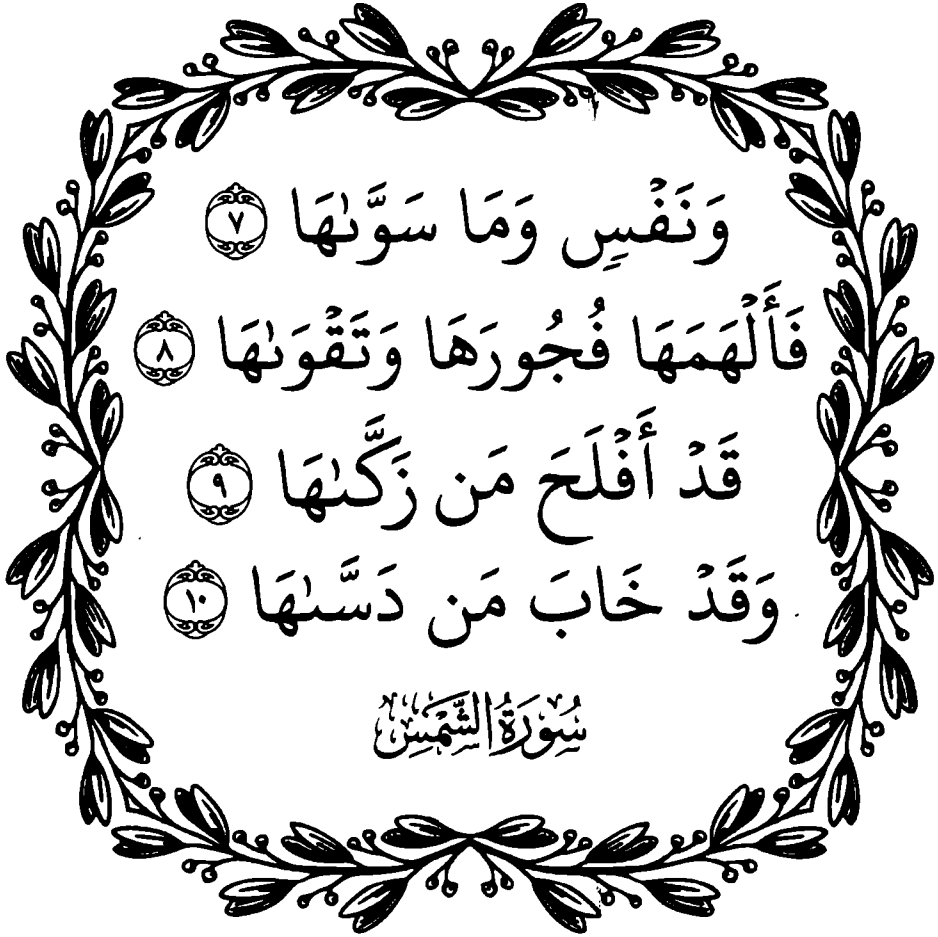 وَنَفْسٍ وَمَا سَوَّىٰهَا ٧
فَأَلْهَمَهَا فُجُورَهَا وَتَقْوَىٰهَا ٨
قَدْ أَفْلَحَ مَن زَكَّىٰهَا ٩
وَقَدْ خَابَ مَن دَسَّىٰهَا ١٠
سُورَةُ الشَّمْسِ